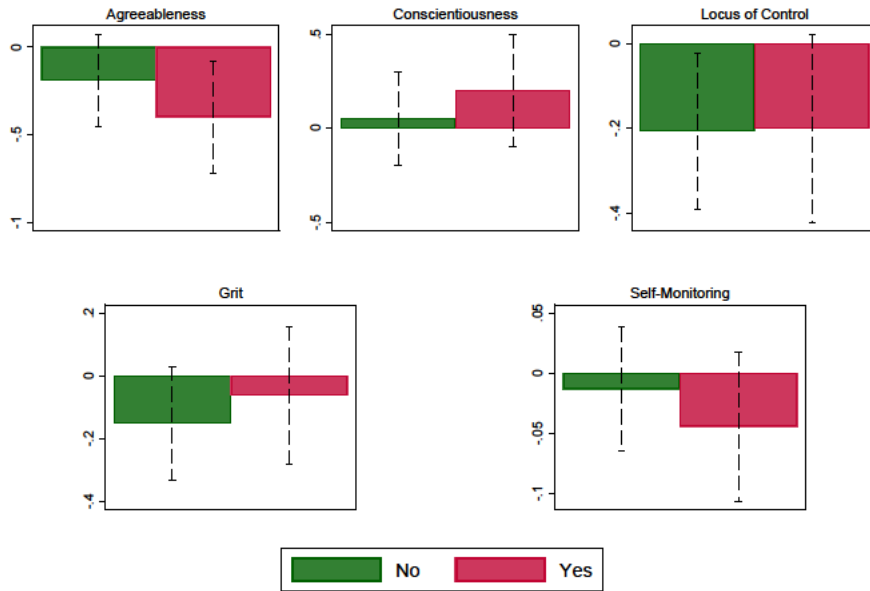 Agreeableness
0
-.5
-1
Conscientiousness
.5
0
-.5
Locus of Control
0
-.2
-.4
Grit
.2
0
-.2
-.4
Self-Monitoring
.05
0
-.05
-.1
No Yes